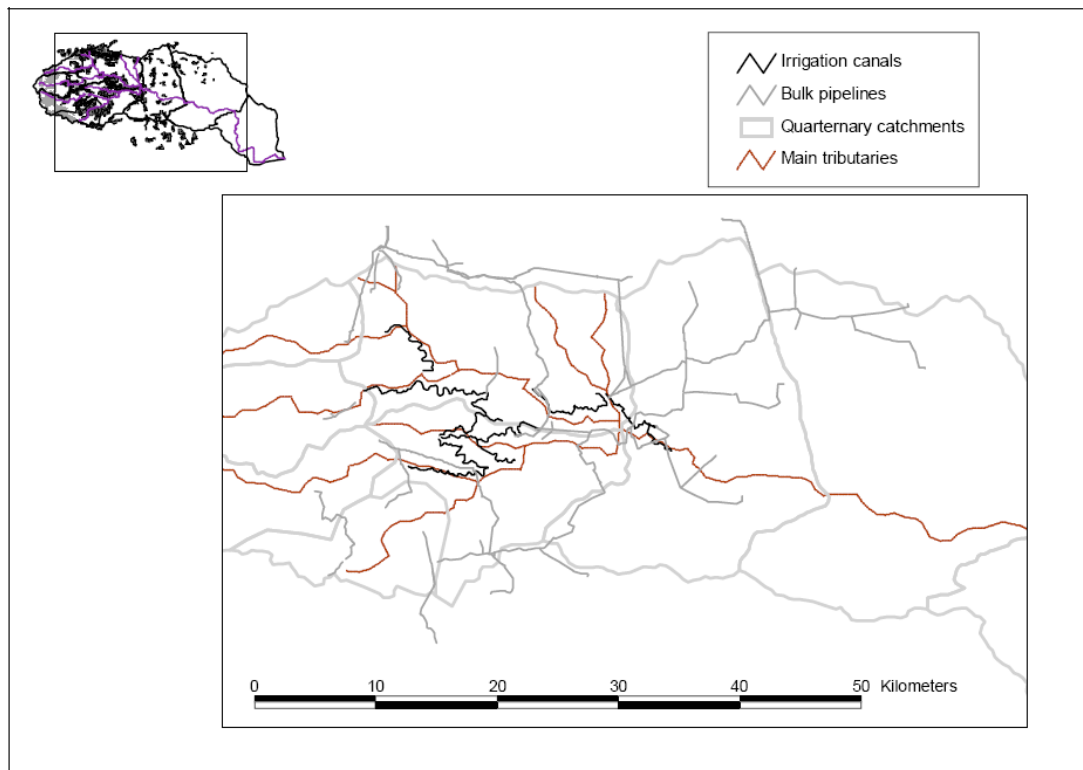 Irrigation canals
Bulk pipelines
Quarternary catchments
Main tributaries
0 10 20 30 40 50 Kilometers